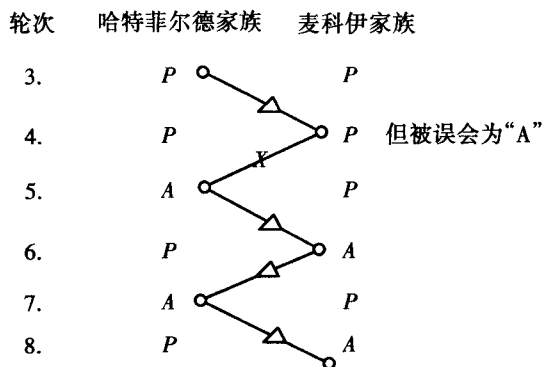 轮次 哈特菲尔德家族 麦科伊家族
3. P P
4. P P 但被误会为“A”
X
5. A P
6. P A
7. A P
8. P A